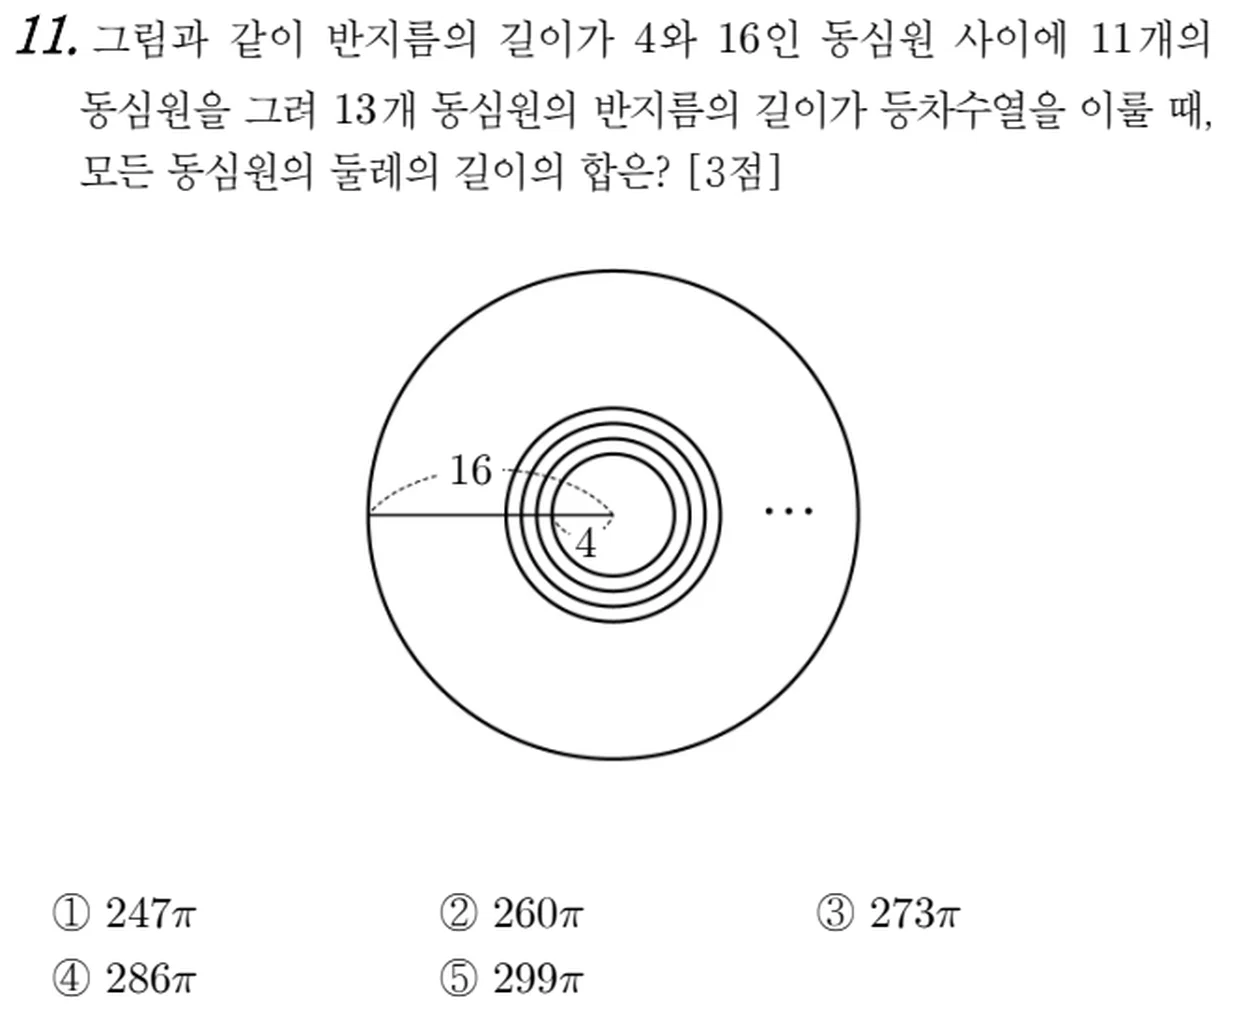 11. 그림과 같이 반지름의 길이가 4와 16인 동심원 사이에 11개의
동심원을 그려 13개 동심원의 반지름의 길이가 등차수열을 이룰 때,
모든 동심원의 둘레의 길이의 합은? [3점]
16
4
…
① 247π ② 260π ③ 273π
④ 286π ⑤ 299π